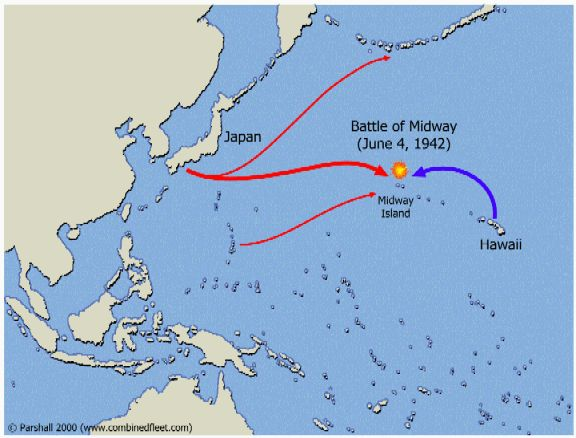 Japan
Battle of Midway
(June 4, 1942)
Midway
Island
Hawaii
© Parshall 2000 (www.combinedfleet.com)